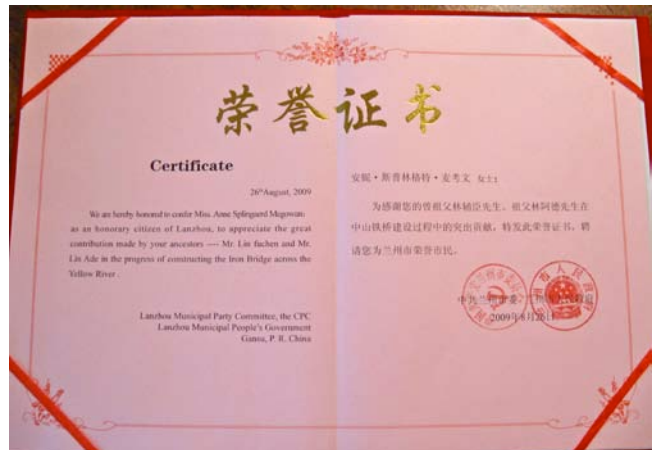 荣誉证书
Certificate
26th August, 2009
We are hereby honored to confer Miss. Anne Splingaerd Megowan
as an honorary citizen of Lanzhou, to appreciate the great
contribution made by your ancestors ---- Mr. Lin fuchen and Mr.
Lin Ade in the progress of constructing the Iron Bridge across the
Yellow River .
Lanzhou Municipal Party Committee, the CPC
Lanzhou Municipal People's Government
Gansu, P. R. China
安妮·斯普林格特·麦考文 女士：
为感谢您的曾祖父林辅臣先生、祖父林阿德先生在
中山铁桥建设过程中的突出贡献，特发此荣誉证书，聘
请您为兰州市荣誉市民。
中共兰州市委
2009年8月26日